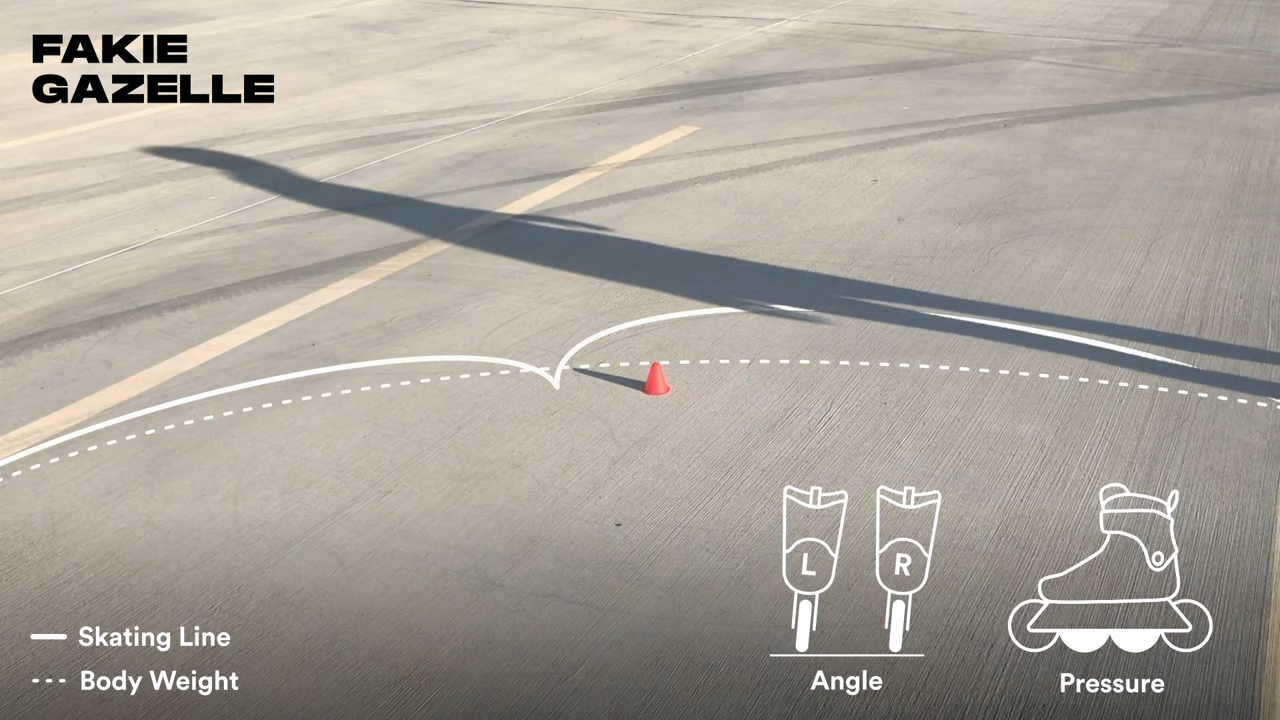 FAKIE
GAZELLE
L
R
Skating Line
Body Weight
Angle
Pressure